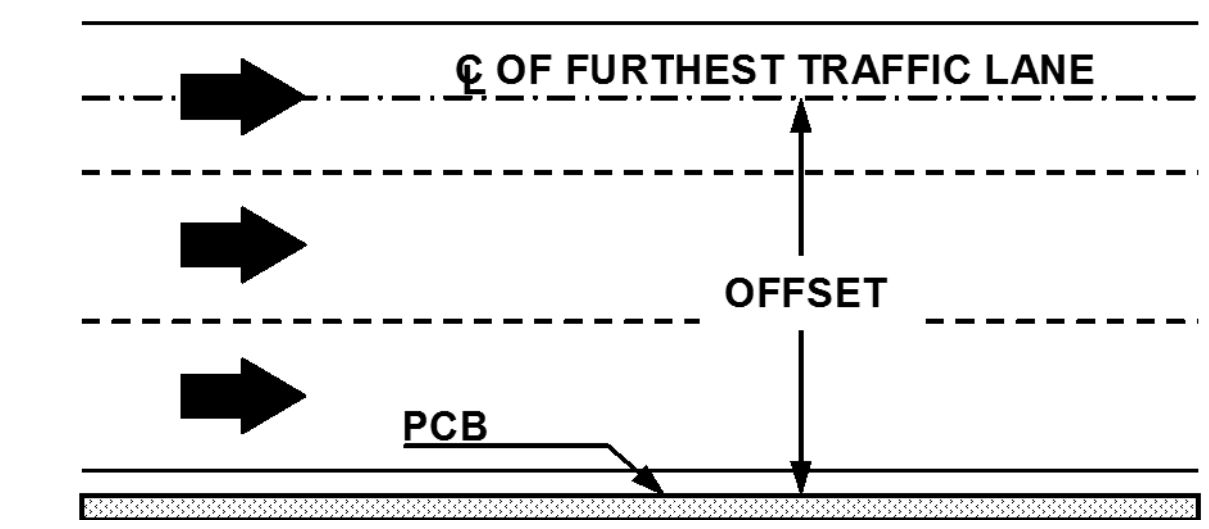 ℄ OF FURTHEST TRAFFIC LANE
OFFSET
PCB